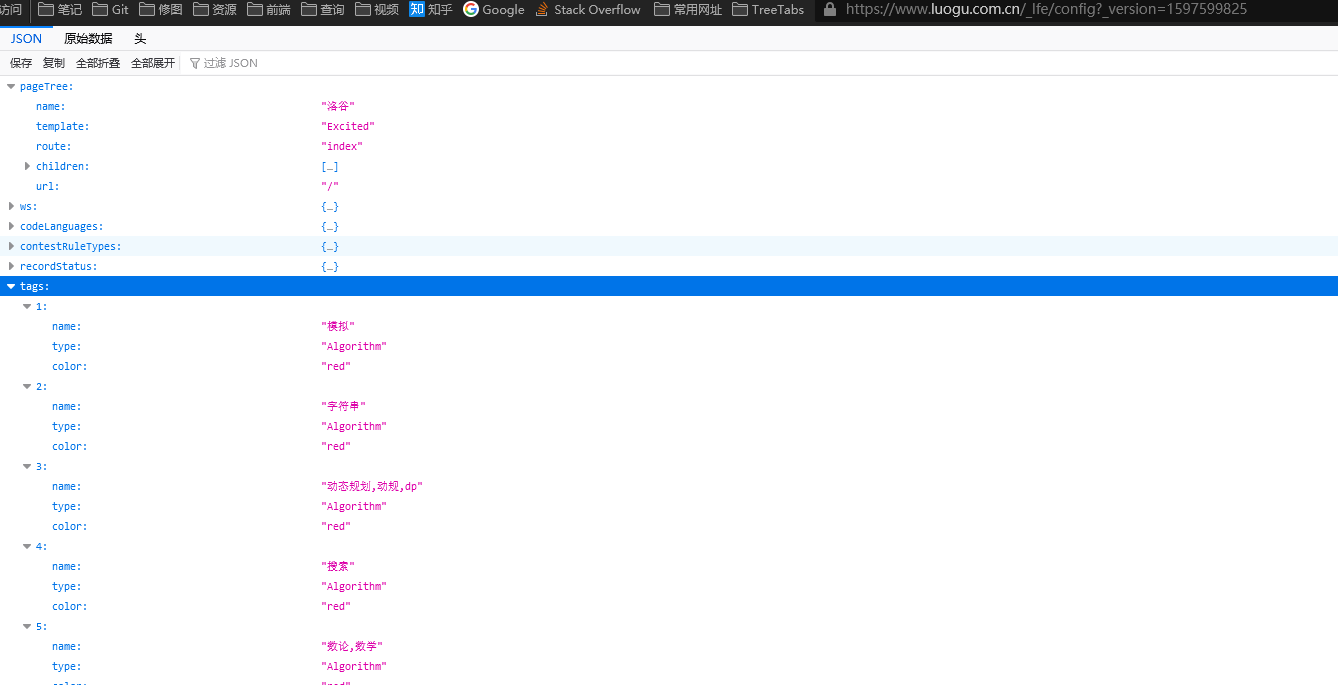 访问 笔记 Git 修图 资源 前端 查询 视频 知 知乎 Google Stack Overflow 常用网址 TreeTabs https://www.luogu.com.cn/_lfe/config?_version=1597599825
JSON 原始数据 头
保存 复制 全部折叠 全部展开 过滤 JSON
pageTree:
name: "洛谷"
template: "Excited"
route: "index"
children: […]
url: "/"
ws: {…}
codeLanguages: {…}
contestRuleTypes: {…}
recordStatus: {…}
tags:
1:
name: "模拟"
type: "Algorithm"
color: "red"
2:
name: "字符串"
type: "Algorithm"
color: "red"
3:
name: "动态规划,动规,dp"
type: "Algorithm"
color: "red"
4:
name: "搜索"
type: "Algorithm"
color: "red"
5:
name: "数论,数学"
type: "Algorithm"
color: "red"